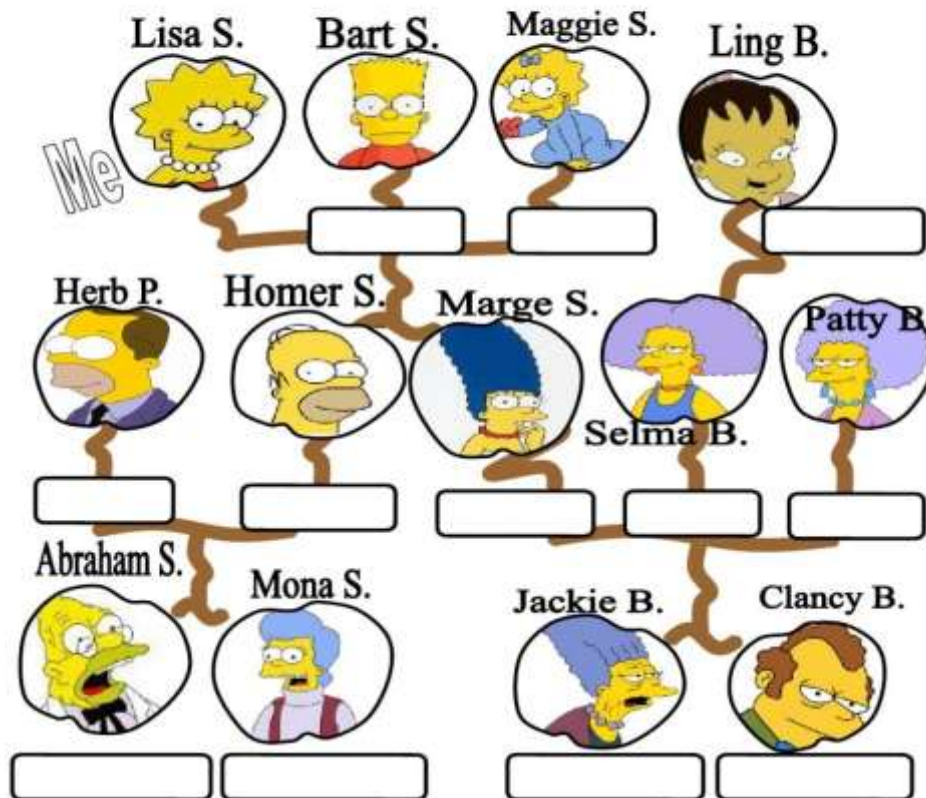 Lisa S.
Bart S.
Maggie S.
Ling B.
Me
Herb P.
Homer S.
Marge S.
Patty B
Selma B.
Abraham S.
Mona S.
Jackie B.
Clancy B.